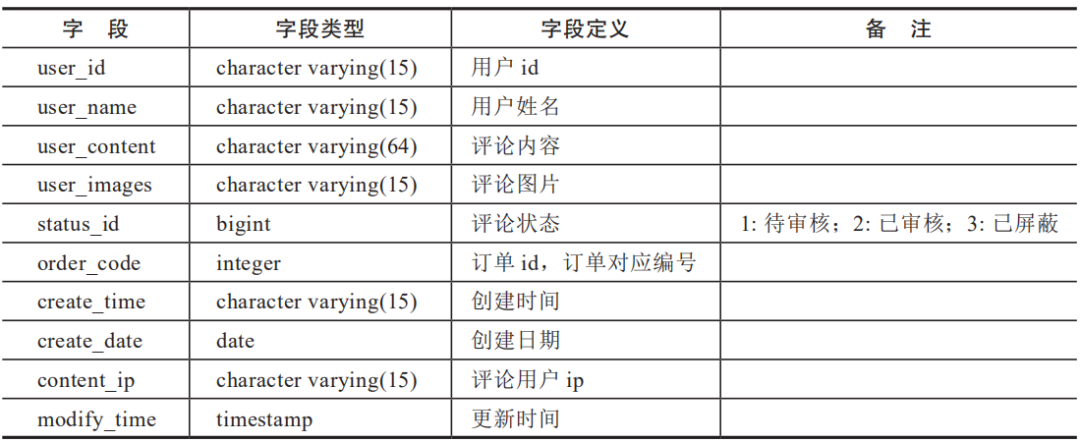 字 段 字段类型 字段定义 备 注
user_id character varying(15) 用户 id
user_name character varying(15) 用户姓名
user_content character varying(64) 评论内容
user_images character varying(15) 评论图片
status_id bigint 评论状态 1: 待审核；2: 已审核；3: 已屏蔽
order_code integer 订单 id，订单对应编号
create_time character varying(15) 创建时间
create_date date 创建日期
content_ip character varying(15) 评论用户 ip
modify_time timestamp 更新时间